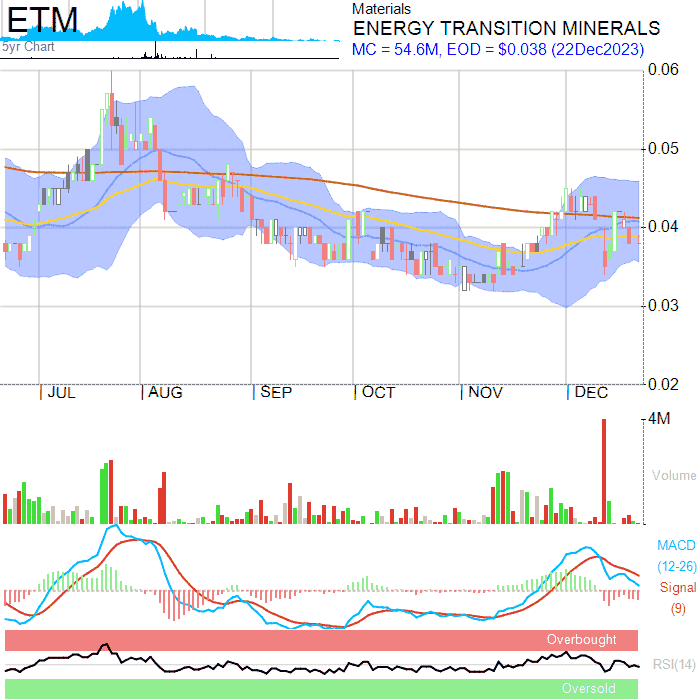 ETM
5yr Chart
Materials
ENERGY TRANSITION MINERALS
MC = 54.6M, EOD = $0.038 (22Dec2023)
0.06
0.05
0.04
0.03
0.02
JUL AUG SEP OCT NOV DEC
4M
Volume
MACD
(12-26)
Signal
(9)
Overbought
RSI(14)
Oversold